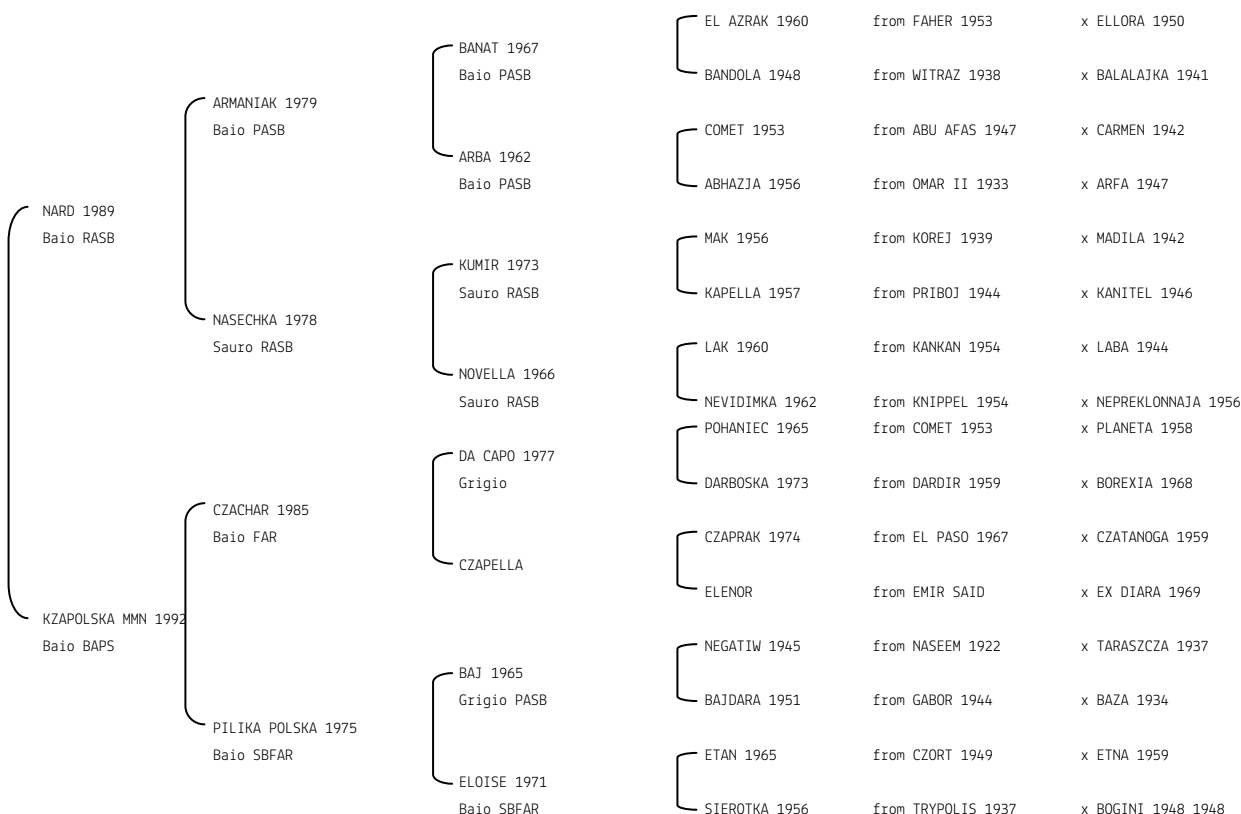 EL AZRAK 1960 from FAHER 1953 x ELLORA 1950
BANAT 1967
Baio PASB
BANDOLA 1948 from WITRAZ 1938 x BALALAJKA 1941
ARMANIAK 1979
Baio PASB
COMET 1953 from ABU AFAS 1947 x CARMEN 1942
ARBA 1962
Baio PASB
ABHAZJA 1956 from OMAR II 1933 x ARFA 1947
NARD 1989
Baio RASB
MAK 1956 from KOREJ 1939 x MADILA 1942
KUMIR 1973
Sauro RASB
KAPELLA 1957 from PRIBOJ 1944 x KANITEL 1946
NASECHKA 1978
Sauro RASB
LAK 1960 from KANKAN 1954 x LABA 1944
NOVELLA 1966
Sauro RASB
NEVIDIMKA 1962 from KNIPPEL 1954 x NEPREKLONNAJA 1956
POHANIEC 1965 from COMET 1953 x PLANETA 1958
DA CAPO 1977
Grigio
DARBOSKA 1973 from DARDIR 1959 x BOREXIA 1968
CZACHAR 1985
Baio FAR
CZAPRAK 1974 from EL PASO 1967 x CZATANOGA 1959
CZAPELLA
ELENOR from EMIR SAID x EX DIARA 1969
KZAPOLSKA MMN 1992
Baio BAPS
NEGATIW 1945 from NASEEM 1922 x TARASZCZA 1937
BAJ 1965
Grigio PASB
BAJDARA 1951 from GABOR 1944 x BAZA 1934
PILIKA POLSKA 1975
Baio SBFAR
ETAN 1965 from CZORT 1949 x ETNA 1959
ELOISE 1971
Baio SBFAR
SIEROTKA 1956 from TRYPOLIS 1937 x BOGINI 1948 1948